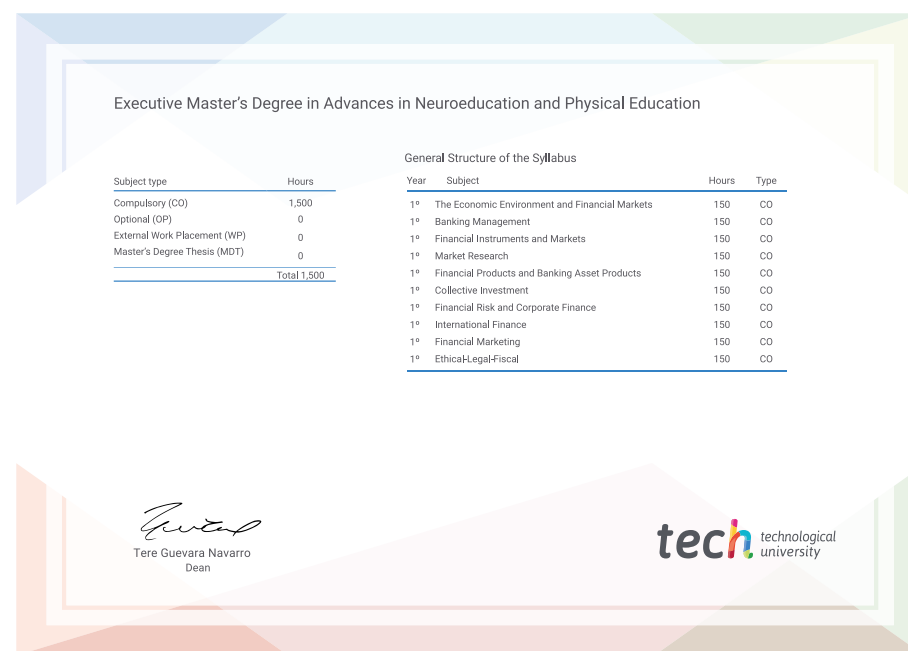 Executive Master's Degree in Advances in Neuroeducation and Physical Education
General Structure of the Syllabus
Subject type Hours
Compulsory (CO) 1,500
Optional (OP) 0
External Work Placement (WP) 0
Master's Degree Thesis (MDT) 0
Total 1,500
Year Subject Hours Type
1º The Economic Environment and Financial Markets 150 CO
1º Banking Management 150 CO
1º Financial Instruments and Markets 150 CO
1º Market Research 150 CO
1º Financial Products and Banking Asset Products 150 CO
1º Collective Investment 150 CO
1º Financial Risk and Corporate Finance 150 CO
1º International Finance 150 CO
1º Financial Marketing 150 CO
1º Ethical-Legal-Fiscal 150 CO
Tere Guevara Navarro
Dean
tech technological
university